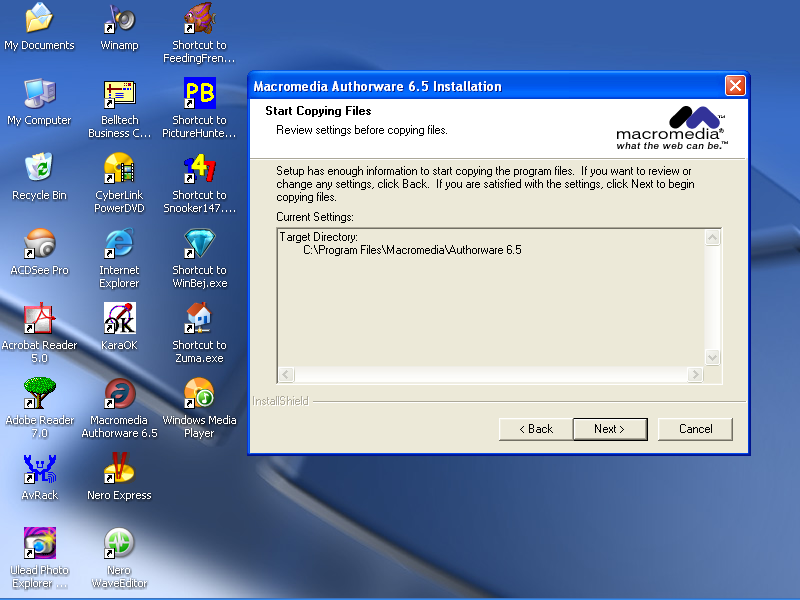 My Documents
Winamp
Shortcut to
FeedingFren...
My Computer
Belltech
Business C...
PB
Shortcut to
PictureHunte...
Recycle Bin
CyberLink
PowerDVD
147
Shortcut to
Snooker147....
ACDSee Pro
Internet
Explorer
Shortcut to
WinBej.exe
Acrobat Reader
5.0
OK
KaraOK
Shortcut to
Zuma.exe
Adobe Reader
7.0
Macromedia
Authorware 6.5
Windows Media
Player
AvRack
Nero Express
Ulead Photo
Explorer ...
Nero
WaveEditor
Macromedia Authorware 6.5 Installation
Start Copying Files
Review settings before copying files.
macromedia®
what the web can be.™
Setup has enough information to start copying the program files. If you want to review or
change any settings, click Back. If you are satisfied with the settings, click Next to begin
copying files.
Current Settings:
Target Directory:
C:\Program Files\Macromedia\Authorware 6.5
InstallShield
< Back
Next >
Cancel